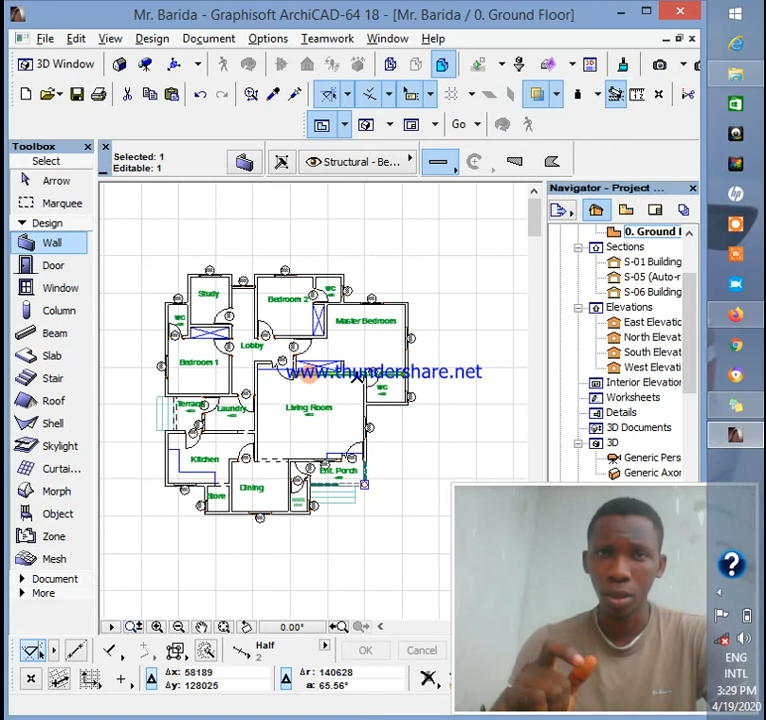 Mr. Barida - Graphisoft ArchiCAD-64 18 - [Mr. Barida / 0. Ground Floor]
File Edit View Design Document Options Teamwork Window Help
3D Window
Go
Toolbox
Select
Arrow
Marquee
Design
Wall
Door
Window
Column
Beam
Slab
Stair
Roof
Shell
Skylight
Curtai...
Morph
Object
Zone
Mesh
Document
More
Selected: 1
Editable: 1
Structural - Be...
Study
WC
Bedroom 2
WC
Master Bedroom
Lobby
Bedroom 1
www.thundershare.net
WC
Terrace
Laundry
Living Room
Kitchen
Ent. Porch
Store
Dining
Navigator - Project ...
0. Ground F
Sections
S-01 Building
S-05 (Auto-r
S-06 Building
Elevations
East Elevatio
North Elevat
South Elevat
West Elevat
Interior Elevati
Worksheets
Details
3D Documents
3D
Generic Pers
Generic Axon
0.00°
Half
2
OK
Cancel
Δx: 58189
Δy: 128025
Δr: 140628
a: 65.56°
ENG
INTL
3:29 PM
4/19/2020